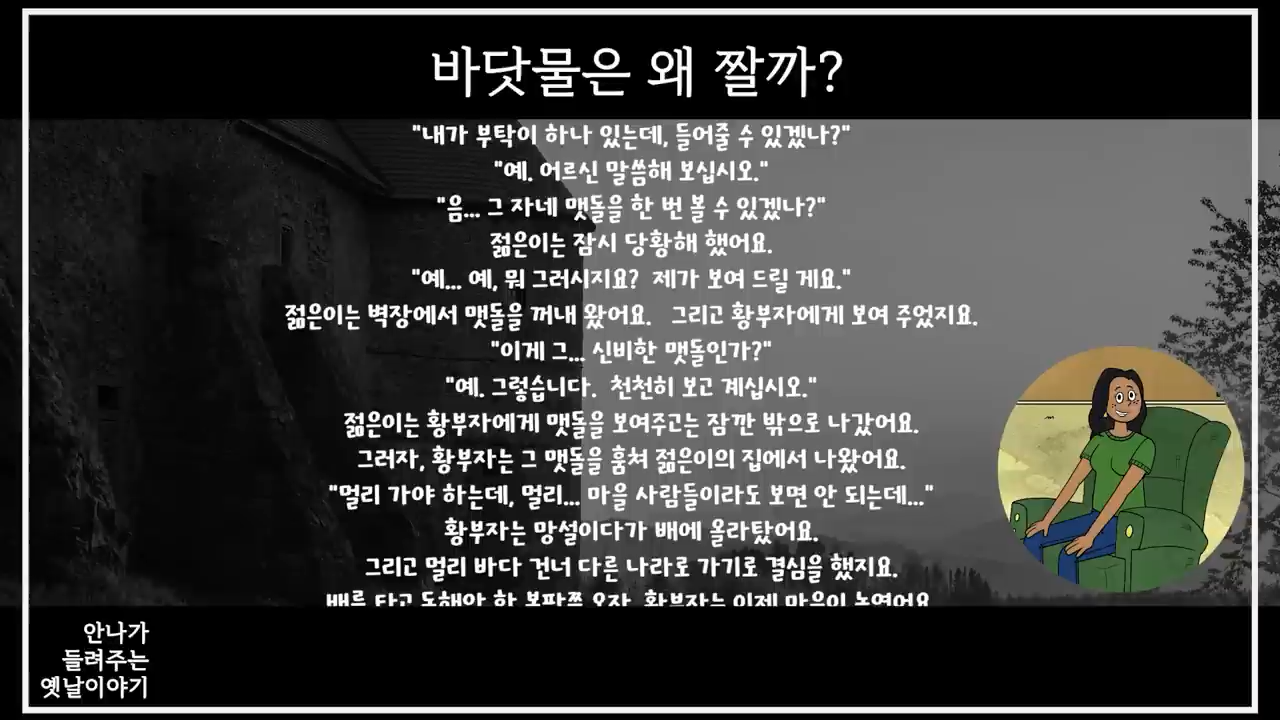 바닷물은 왜 짤까?
"내가 부탁이 하나 있는데, 들어줄 수 있겠나?"
"예. 어르신 말씀해 보십시오."
"음... 그 자네 맷돌을 한 번 볼 수 있겠나?"
젊은이는 잠시 당황해 했어요.
"예... 예, 뭐 그러시지요? 제가 보여 드릴 게요."
젊은이는 벽장에서 맷돌을 꺼내 왔어요. 그리고 황부자에게 보여 주었지요.
"이게 그... 신비한 맷돌인가?"
"예. 그렇습니다. 천천히 보고 계십시오."
젊은이는 황부자에게 맷돌을 보여주고는 잠깐 밖으로 나갔어요.
그러자, 황부자는 그 맷돌을 훔쳐 젊은이의 집에서 나왔어요.
"멀리 가야 하는데, 멀리... 마을 사람들이라도 보면 안 되는데..."
황부자는 망설이다가 배에 올라탔어요.
그리고 멀리 바다 건너 다른 나라로 가기로 결심을 했지요.
안나가
들려주는
옛날이야기